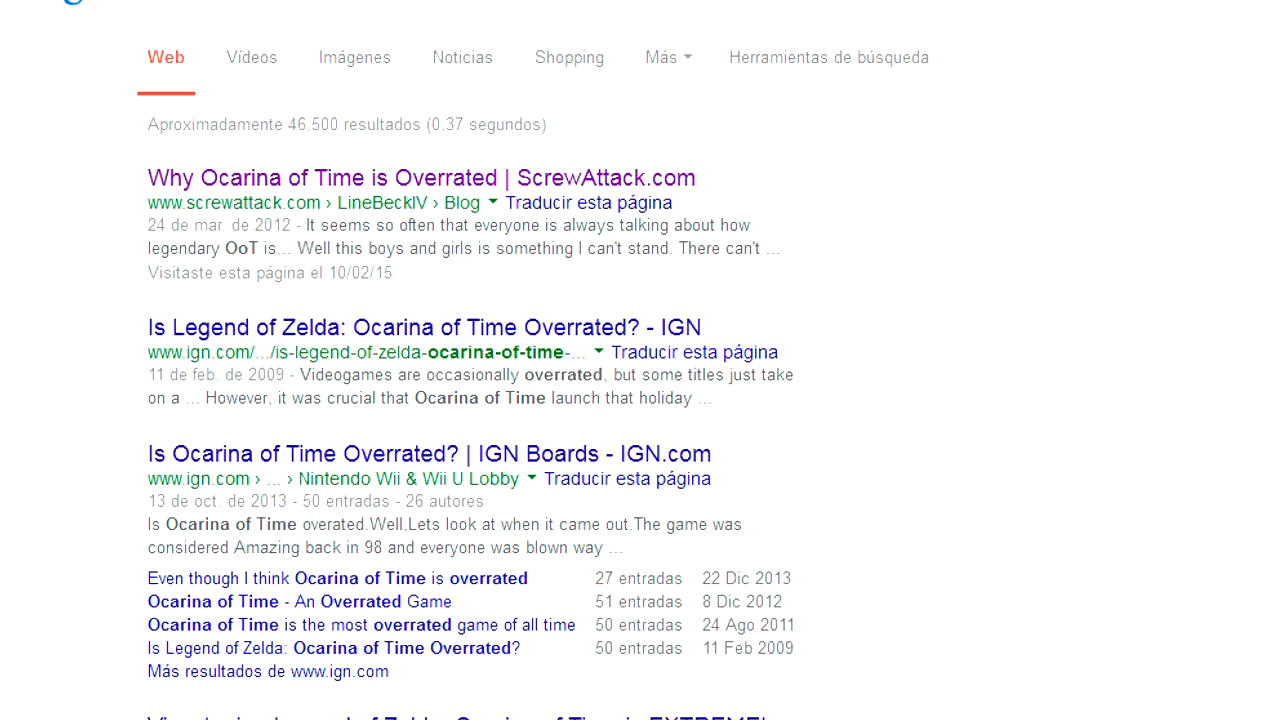 Web Vídeos Imágenes Noticias Shopping Más Herramientas de búsqueda
Aproximadamente 46.500 resultados (0,37 segundos)
Why Ocarina of Time is Overrated | ScrewAttack.com
www.screwattack.com › LineBeckIV › Blog Traducir esta página
24 de mar. de 2012 - It seems so often that everyone is always talking about how
legendary OoT is... Well this boys and girls is something I can't stand. There can't ...
Visitaste esta página el 10/02/15.
Is Legend of Zelda: Ocarina of Time Overrated? - IGN
www.ign.com/.../is-legend-of-zelda-ocarina-of-time-... Traducir esta página
11 de feb. de 2009 - Videogames are occasionally overrated, but some titles just take
on a ... However, it was crucial that Ocarina of Time launch that holiday ...
Is Ocarina of Time Overrated? | IGN Boards - IGN.com
www.ign.com › ... › Nintendo Wii & Wii U Lobby Traducir esta página
13 de oct. de 2013 - 50 entradas - 26 autores
Is Ocarina of Time overated.Well,Lets look at when it came out.The game was
considered Amazing back in 98 and everyone was blown way ...
Even though I think Ocarina of Time is overrated 27 entradas 22 Dic 2013
Ocarina of Time - An Overrated Game 51 entradas 8 Dic 2012
Ocarina of Time is the most overrated game of all time 50 entradas 24 Ago 2011
Is Legend of Zelda: Ocarina of Time Overrated? 50 entradas 11 Feb 2009
Más resultados de www.ign.com